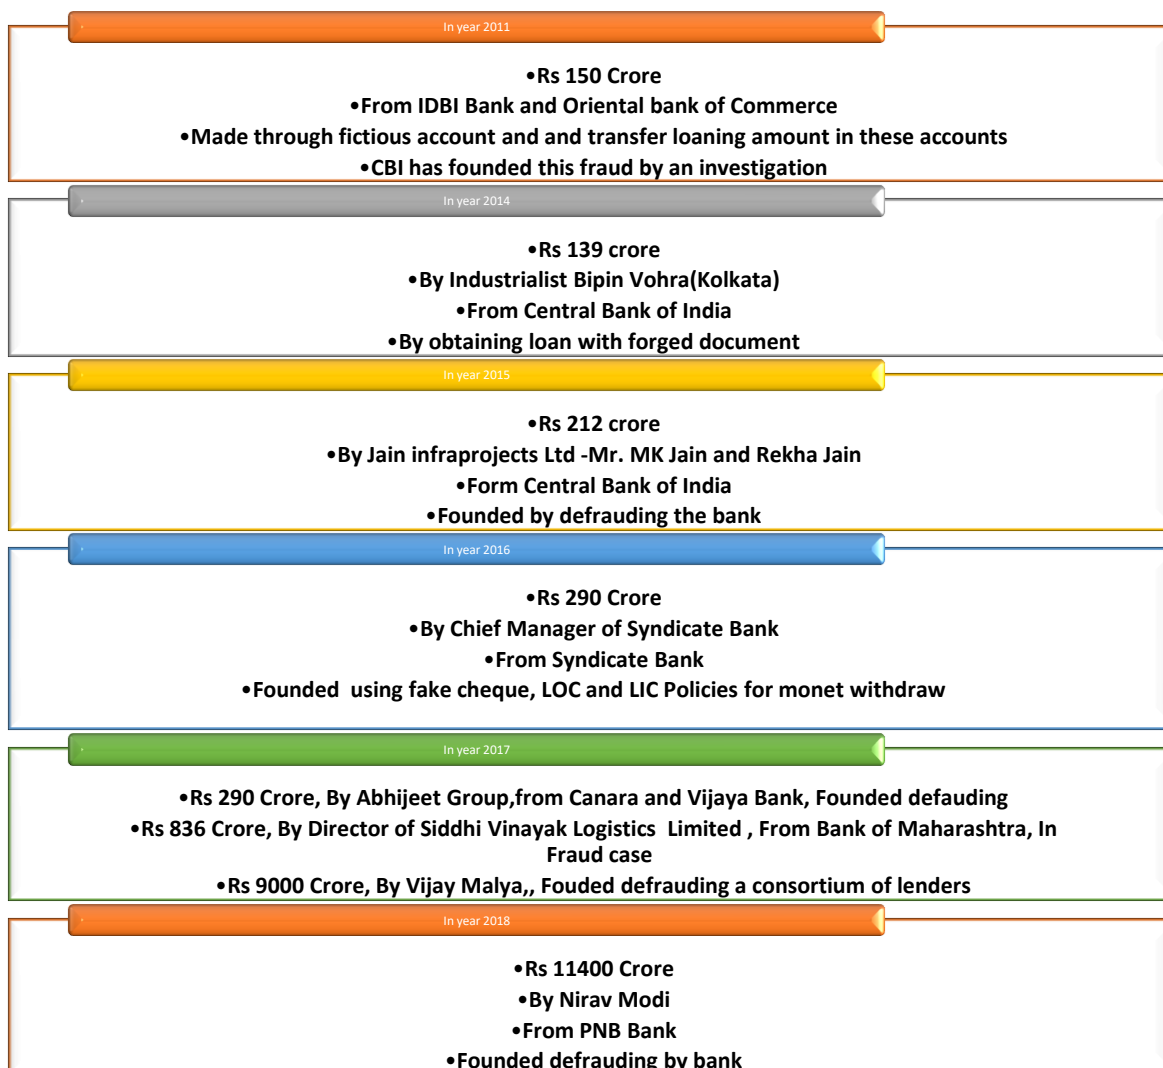 In year 2011
•Rs 150 Crore
•From IDBI Bank and Oriental bank of Commerce
•Made through fictious account and and transfer loaning amount in these accounts
•CBI has founded this fraud by an investigation
In year 2014
•Rs 139 crore
•By Industrialist Bipin Vohra(Kolkata)
•From Central Bank of India
•By obtaining loan with forged document
In year 2015
•Rs 212 crore
•By Jain infraprojects Ltd -Mr. MK Jain and Rekha Jain
•Form Central Bank of India
•Founded by defrauding the bank
In year 2016
•Rs 290 Crore
•By Chief Manager of Syndicate Bank
•From Syndicate Bank
•Founded using fake cheque, LOC and LIC Policies for monet withdraw
In year 2017
•Rs 290 Crore, By Abhijeet Group,from Canara and Vijaya Bank, Founded defauding
•Rs 836 Crore, By Director of Siddhi Vinayak Logistics Limited , From Bank of Maharashtra, In
Fraud case
•Rs 9000 Crore, By Vijay Malya,, Fouded defrauding a consortium of lenders
In year 2018
•Rs 11400 Crore
•By Nirav Modi
•From PNB Bank
•Founded defrauding by bank